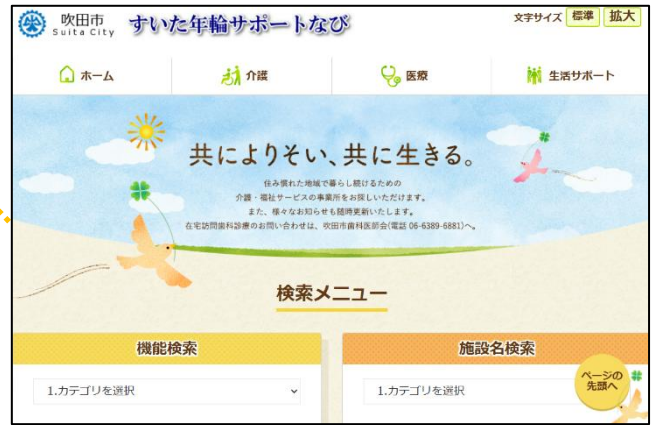 吹田市 すいた年輪サポートなび 文字サイズ 標準 拡大
Suita City
ホーム 介護 医療 生活サポート
共によりそい、共に生きる。
住み慣れた地域で暮らし続けるための
介護・福祉サービスの事業所をお探しいただけます。
また、様々なお知らせも随時更新いたします。
在宅訪問歯科診療のお問い合わせは、吹田市歯科医師会(電話 06-6389-6881)へ。
検索メニュー
機能検索 施設名検索
1.カテゴリを選択 1.カテゴリを選択
ページの
先頭へ